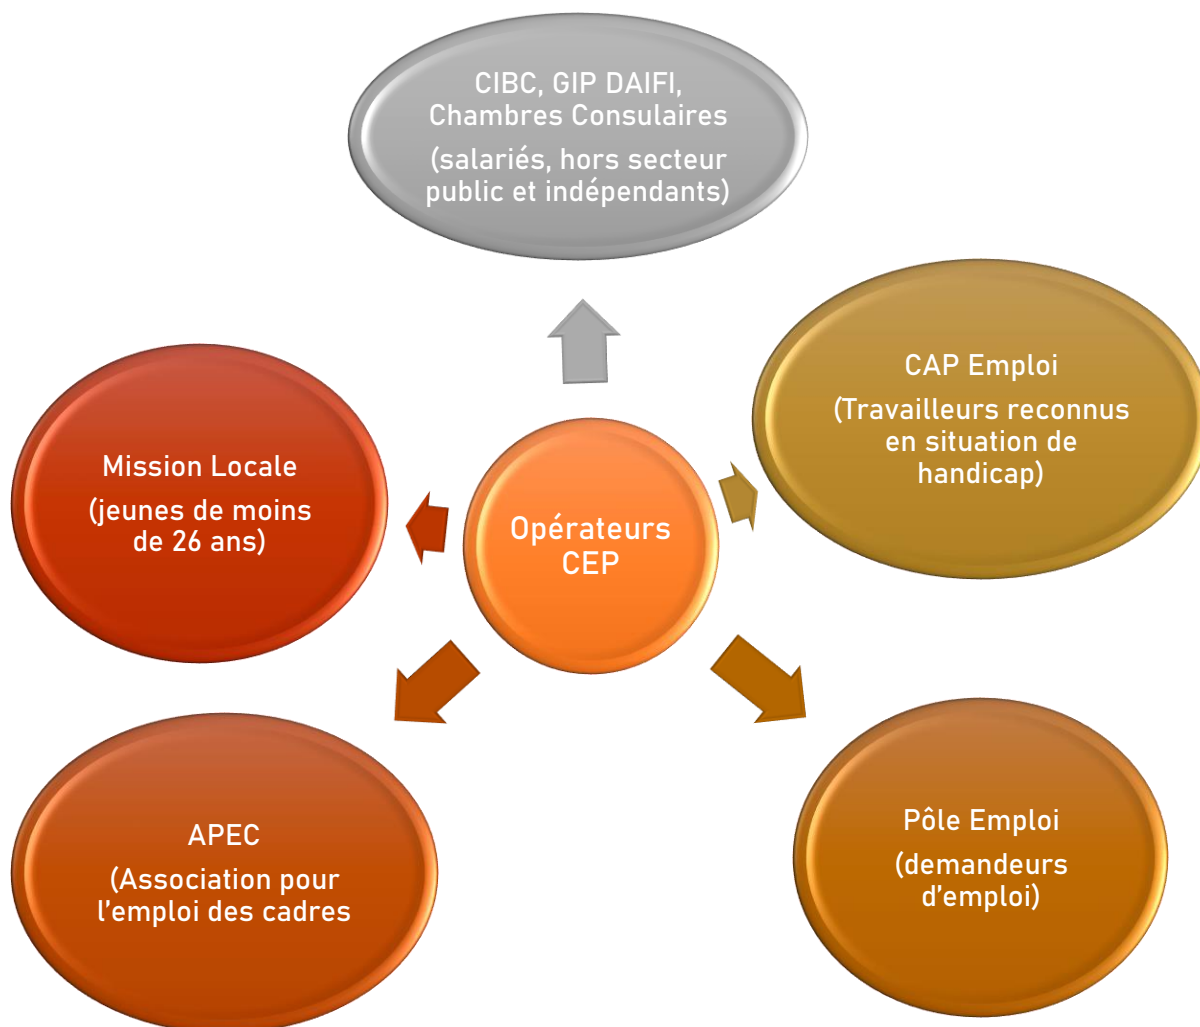 CIBC, GIP DAIFI,
Chambres Consulaires
(salariés, hors secteur
public et indépendants)
CAP Emploi
(Travailleurs reconnus
en situation de
handicap)
Mission Locale
(jeunes de moins
de 26 ans)
Opérateurs
CEP
APEC
(Association pour
l'emploi des cadres
Pôle Emploi
(demandeurs
d'emploi)